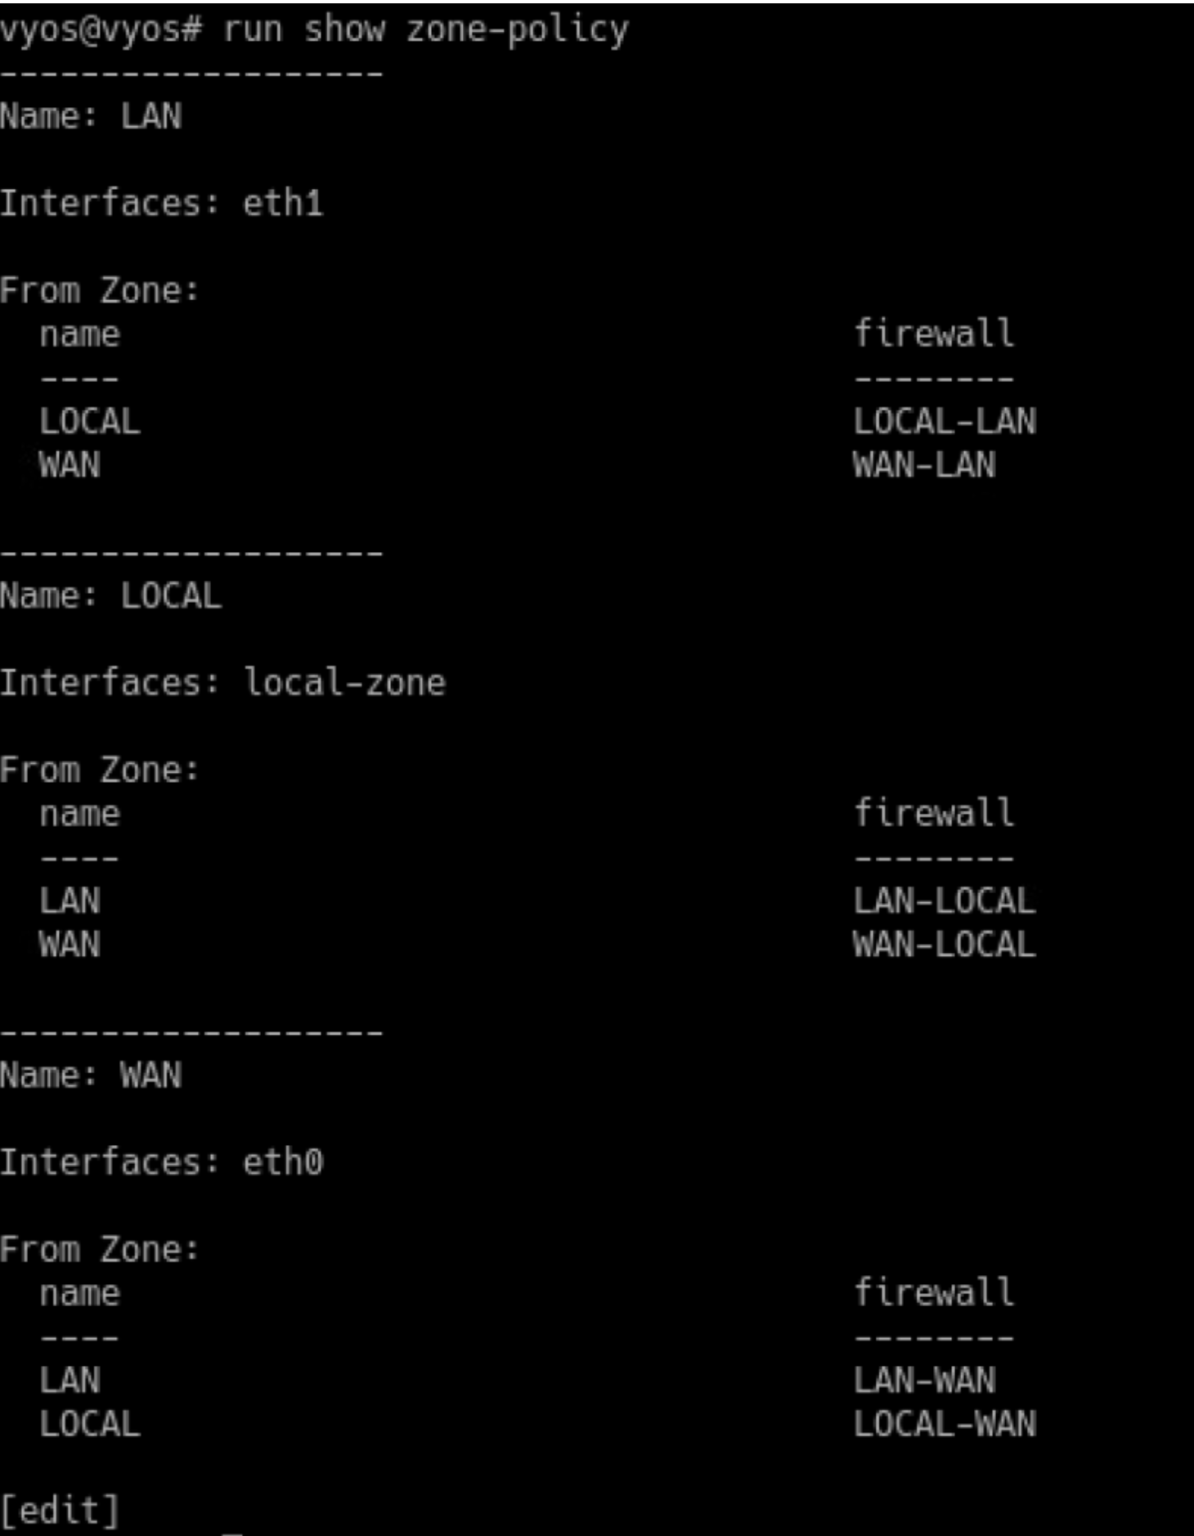 vyos@vyos# run show zone-policy
-------------------
Name: LAN

Interfaces: eth1

From Zone:
  name                                    firewall
  ----                                    --------
  LOCAL                                   LOCAL-LAN
  WAN                                     WAN-LAN

-------------------
Name: LOCAL

Interfaces: local-zone

From Zone:
  name                                    firewall
  ----                                    --------
  LAN                                     LAN-LOCAL
  WAN                                     WAN-LOCAL

-------------------
Name: WAN

Interfaces: eth0

From Zone:
  name                                    firewall
  ----                                    --------
  LAN                                     LAN-WAN
  LOCAL                                   LOCAL-WAN

[edit]